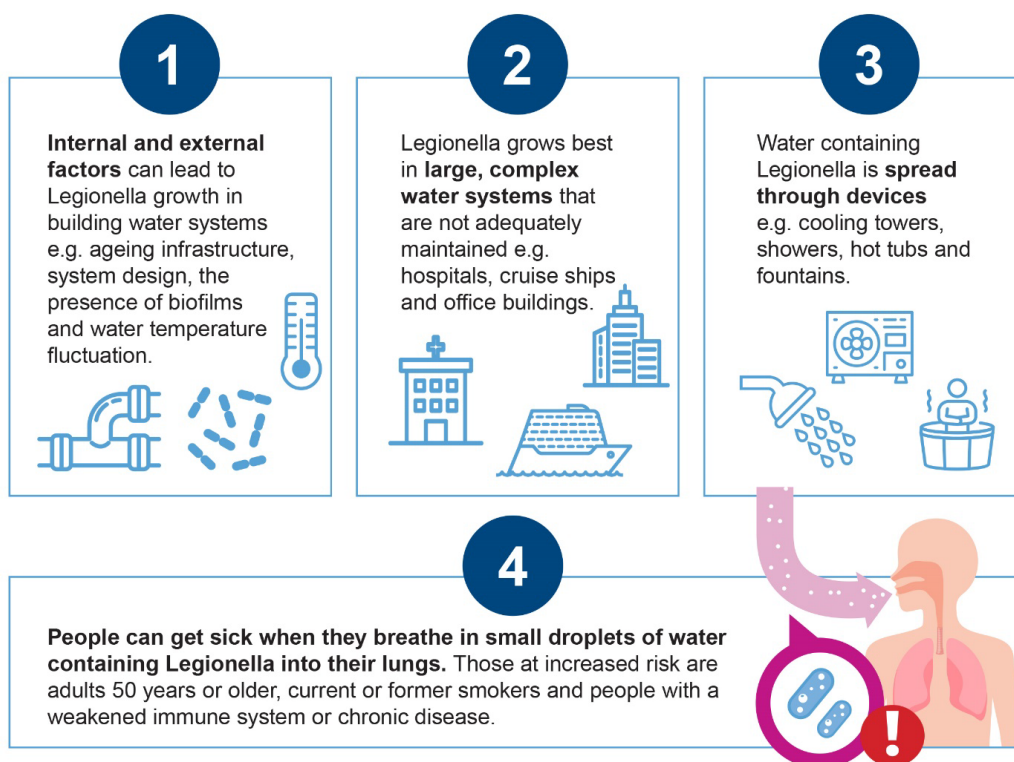 1
Internal and external
factors can lead to
Legionella growth in
building water systems
e.g. ageing infrastructure,
system design, the
presence of biofilms
and water temperature
fluctuation.
2
Legionella grows best
in large, complex
water systems that
are not adequately
maintained e.g.
hospitals, cruise ships
and office buildings.
3
Water containing
Legionella is spread
through devices
e.g. cooling towers,
showers, hot tubs and
fountains.
4
People can get sick when they breathe in small droplets of water
containing Legionella into their lungs. Those at increased risk are
adults 50 years or older, current or former smokers and people with a
weakened immune system or chronic disease.
!